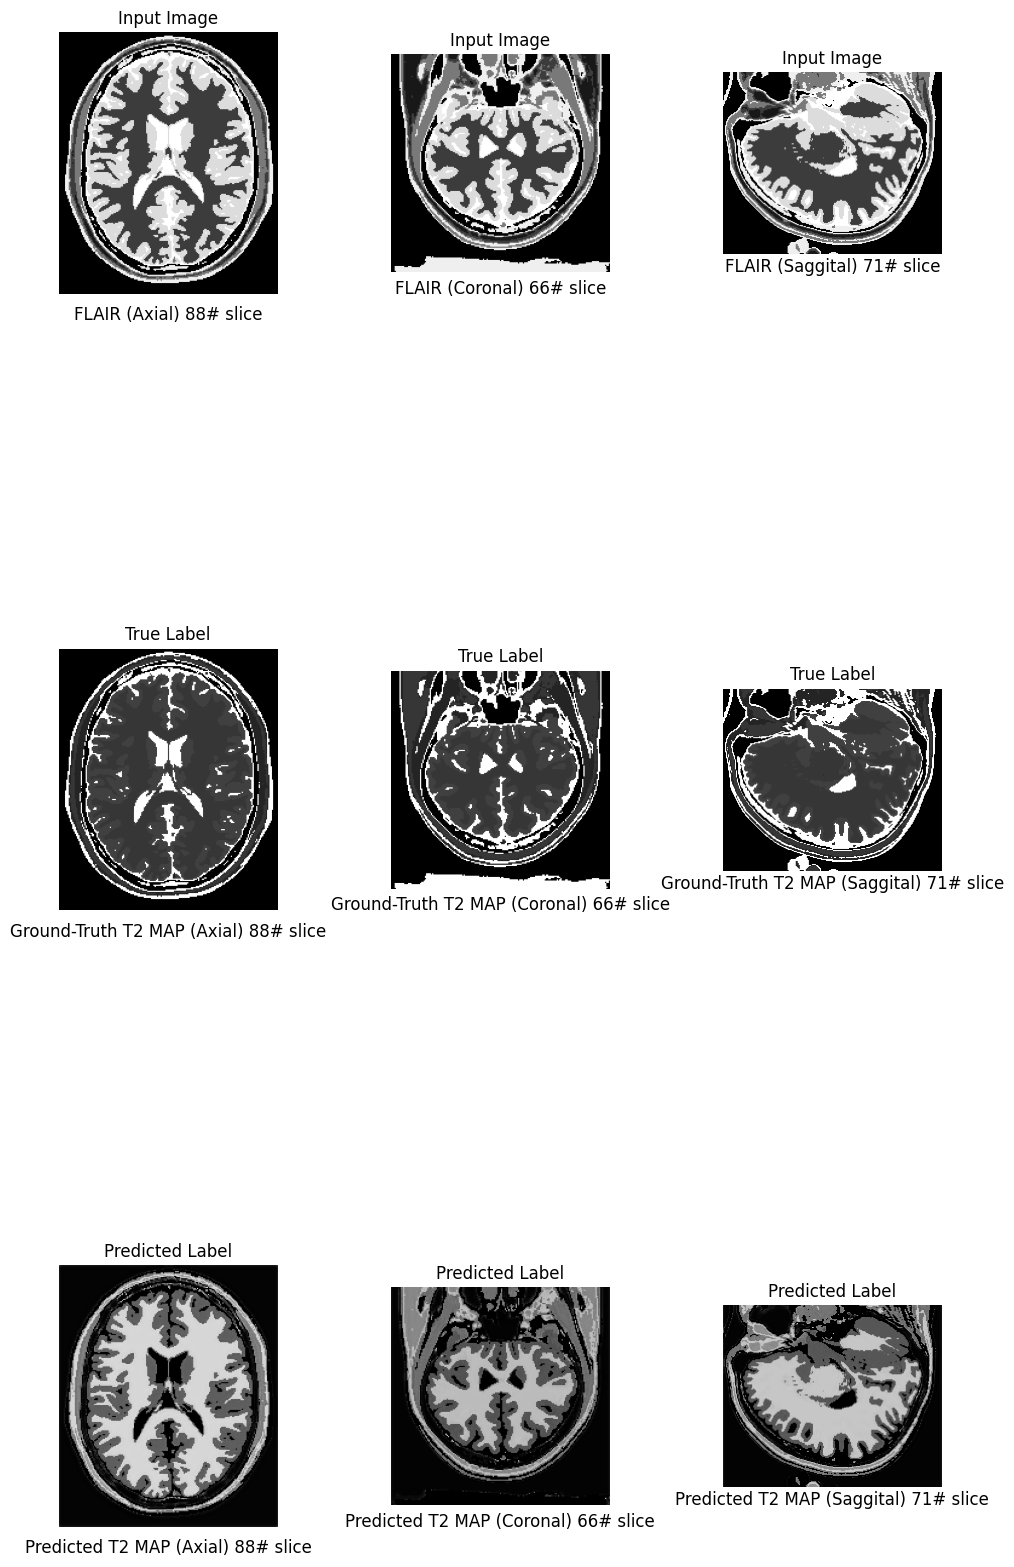 Input Image
Input Image
Input Image
FLAIR (Axial) 88# slice
FLAIR (Coronal) 66# slice
FLAIR (Saggital) 71# slice
True Label
True Label
True Label
Ground-Truth T2 MAP (Axial) 88# slice
Ground-Truth T2 MAP (Coronal) 66# slice
Ground-Truth T2 MAP (Saggital) 71# slice
Predicted Label
Predicted Label
Predicted Label
Predicted T2 MAP (Axial) 88# slice
Predicted T2 MAP (Coronal) 66# slice
Predicted T2 MAP (Saggital) 71# slice